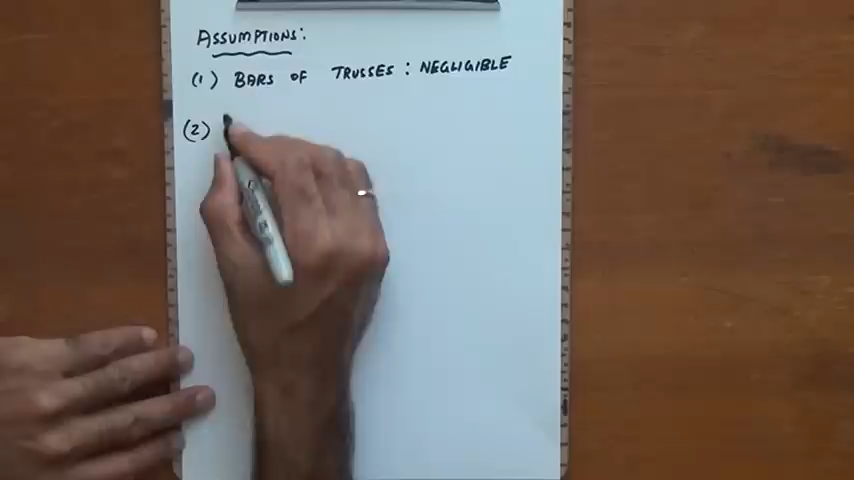 ASSUMPTIONS:
(1) BARS OF TRUSSES : NEGLIGIBLE
(2)